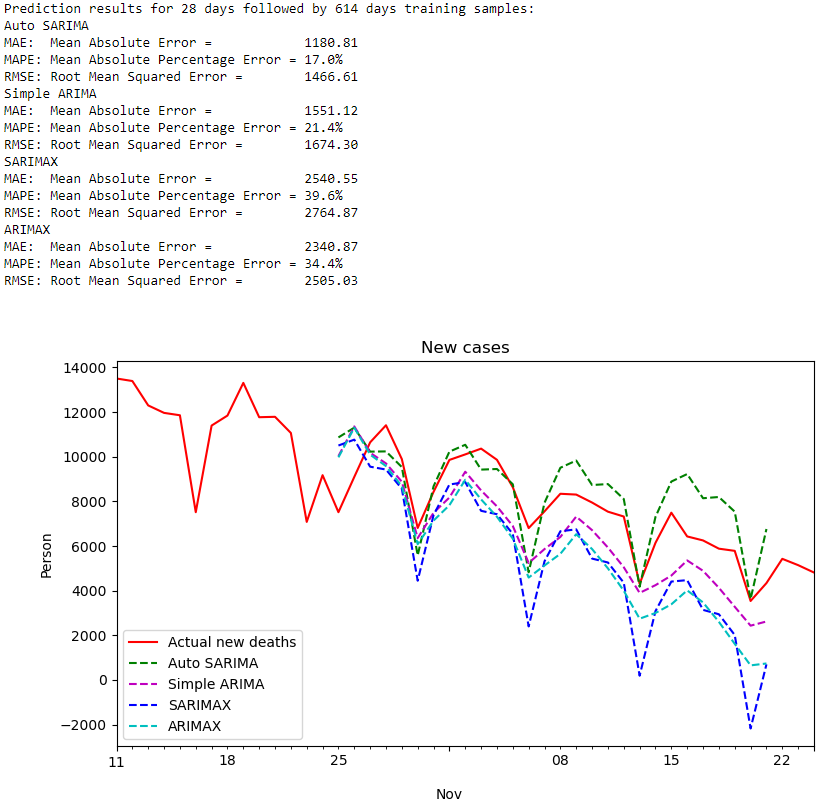 Prediction results for 28 days followed by 614 days training samples:
Auto SARIMA
MAE:  Mean Absolute Error =            1180.81
MAPE: Mean Absolute Percentage Error = 17.0%
RMSE: Root Mean Squared Error =        1466.61
Simple ARIMA
MAE:  Mean Absolute Error =            1551.12
MAPE: Mean Absolute Percentage Error = 21.4%
RMSE: Root Mean Squared Error =        1674.30
SARIMAX
MAE:  Mean Absolute Error =            2540.55
MAPE: Mean Absolute Percentage Error = 39.6%
RMSE: Root Mean Squared Error =        2764.87
ARIMAX
MAE:  Mean Absolute Error =            2340.87
MAPE: Mean Absolute Percentage Error = 34.4%
RMSE: Root Mean Squared Error =        2505.03
New cases
14000
12000
10000
8000
6000
4000
2000
0
−2000
Person
Actual new deaths
Auto SARIMA
Simple ARIMA
SARIMAX
ARIMAX
11 18 25 08 15 22
Nov